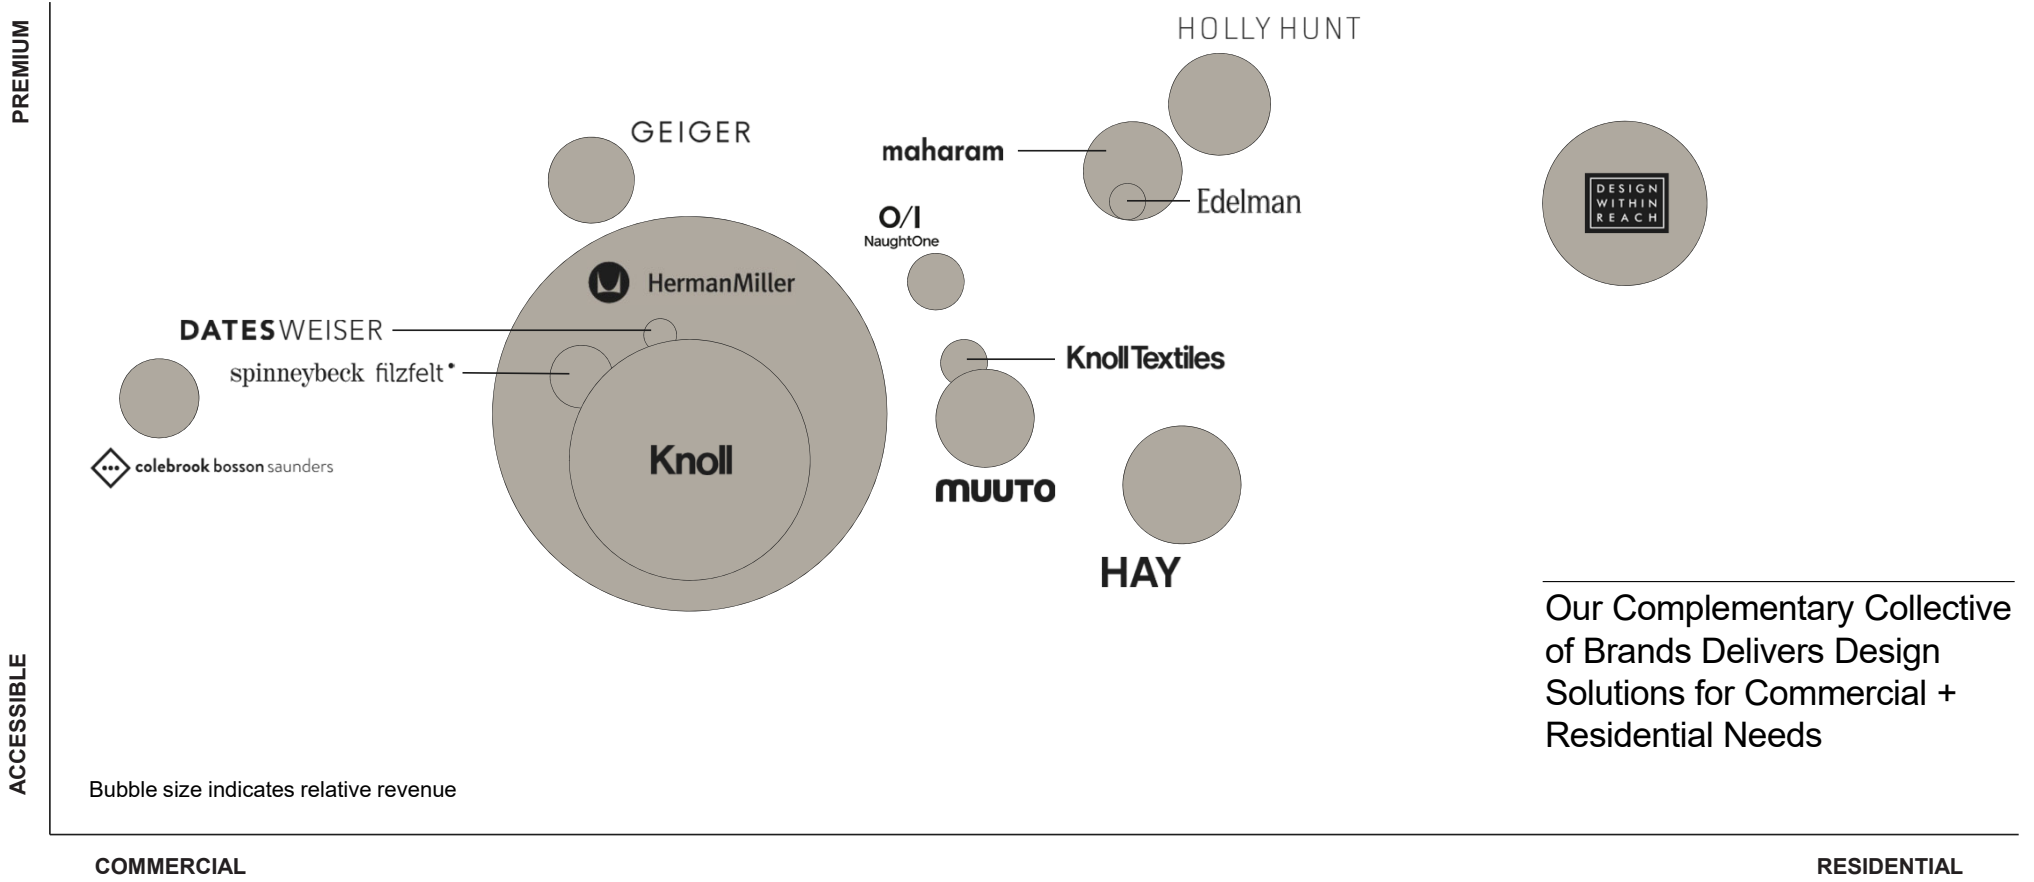 PREMIUM
HOLLY HUNT
GEIGER
maharam
Edelman
DESIGN
WITHIN
REACH
O/I
NaughtOne
HermanMiller
DATESWEISER
spinneybeck filzfelt
KnollTextiles
colebrook bosson saunders
Knoll
MUUTO
HAY
Our Complementary Collective
of Brands Delivers Design
Solutions for Commercial +
Residential Needs
ACCESSIBLE
Bubble size indicates relative revenue
COMMERCIAL
RESIDENTIAL